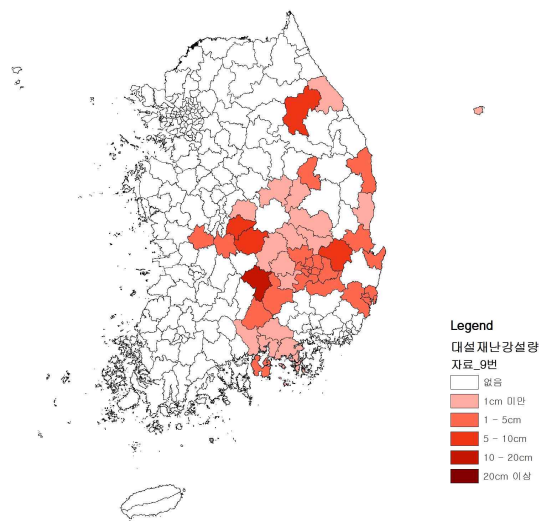 Legend
대설재난강설량
자료_9번
없음
1cm 미만
1 - 5cm
5 - 10cm
10 - 20cm
20cm 이상